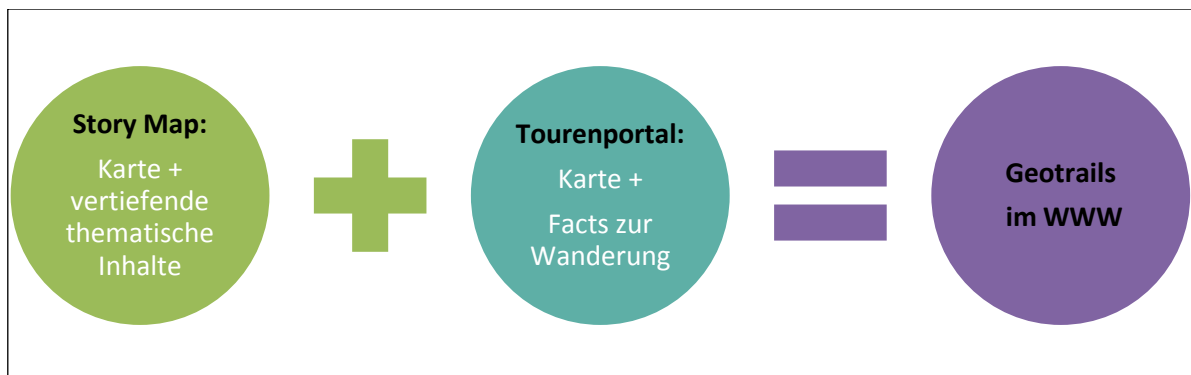 Story Map:
Karte +
vertiefende
thematische
Inhalte
Tourenportal:
Karte +
Facts zur
Wanderung
Geotrails
im WWW